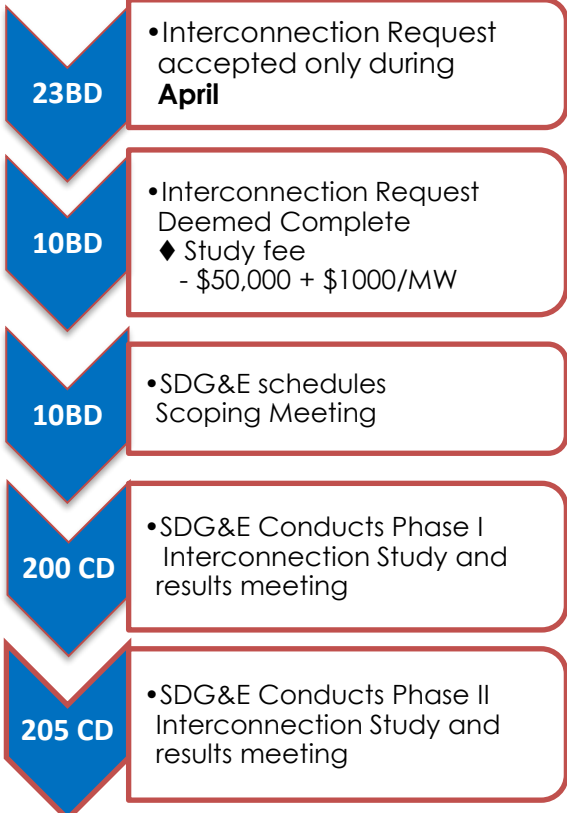 23BD
•Interconnection Request
accepted only during
April
10BD
•Interconnection Request
Deemed Complete
♦ Study fee
- $50,000 + $1000/MW
10BD
•SDG&E schedules
Scoping Meeting
200 CD
•SDG&E Conducts Phase I
Interconnection Study and
results meeting
205 CD
•SDG&E Conducts Phase II
Interconnection Study and
results meeting